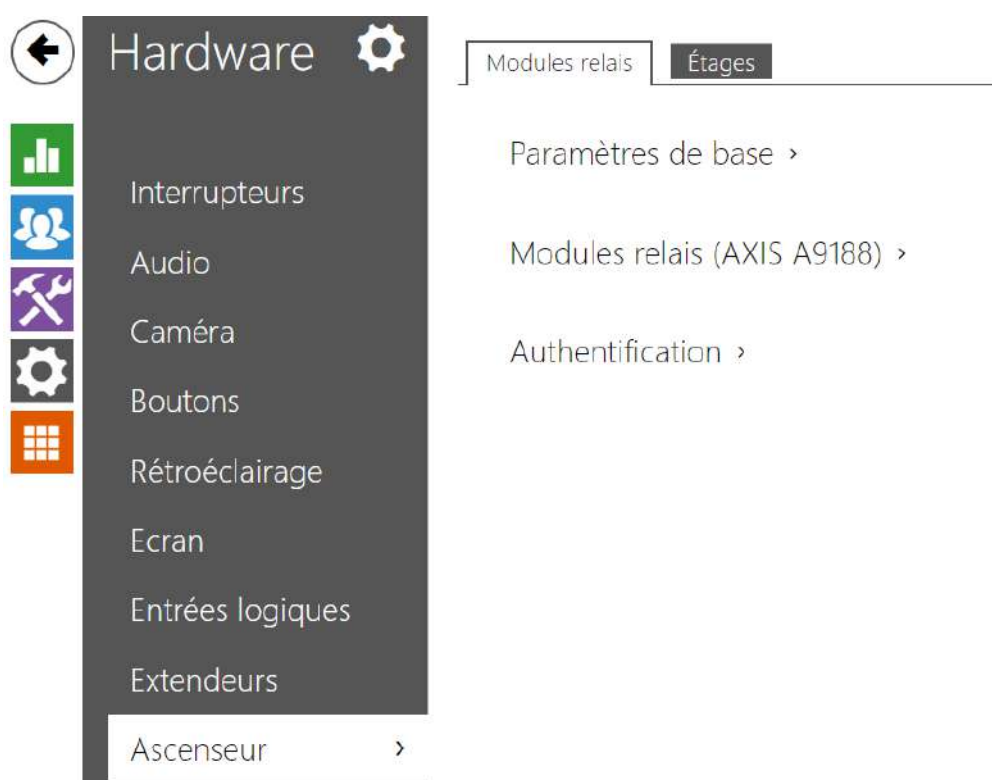 Hardware
Interrupteurs
Audio
Caméra
Boutons
Rétroéclairage
Ecran
Entrées logiques
Extendeurs
Ascenseur
Modules relais
Étages
Paramètres de base
Modules relais (AXIS A9188)
Authentification